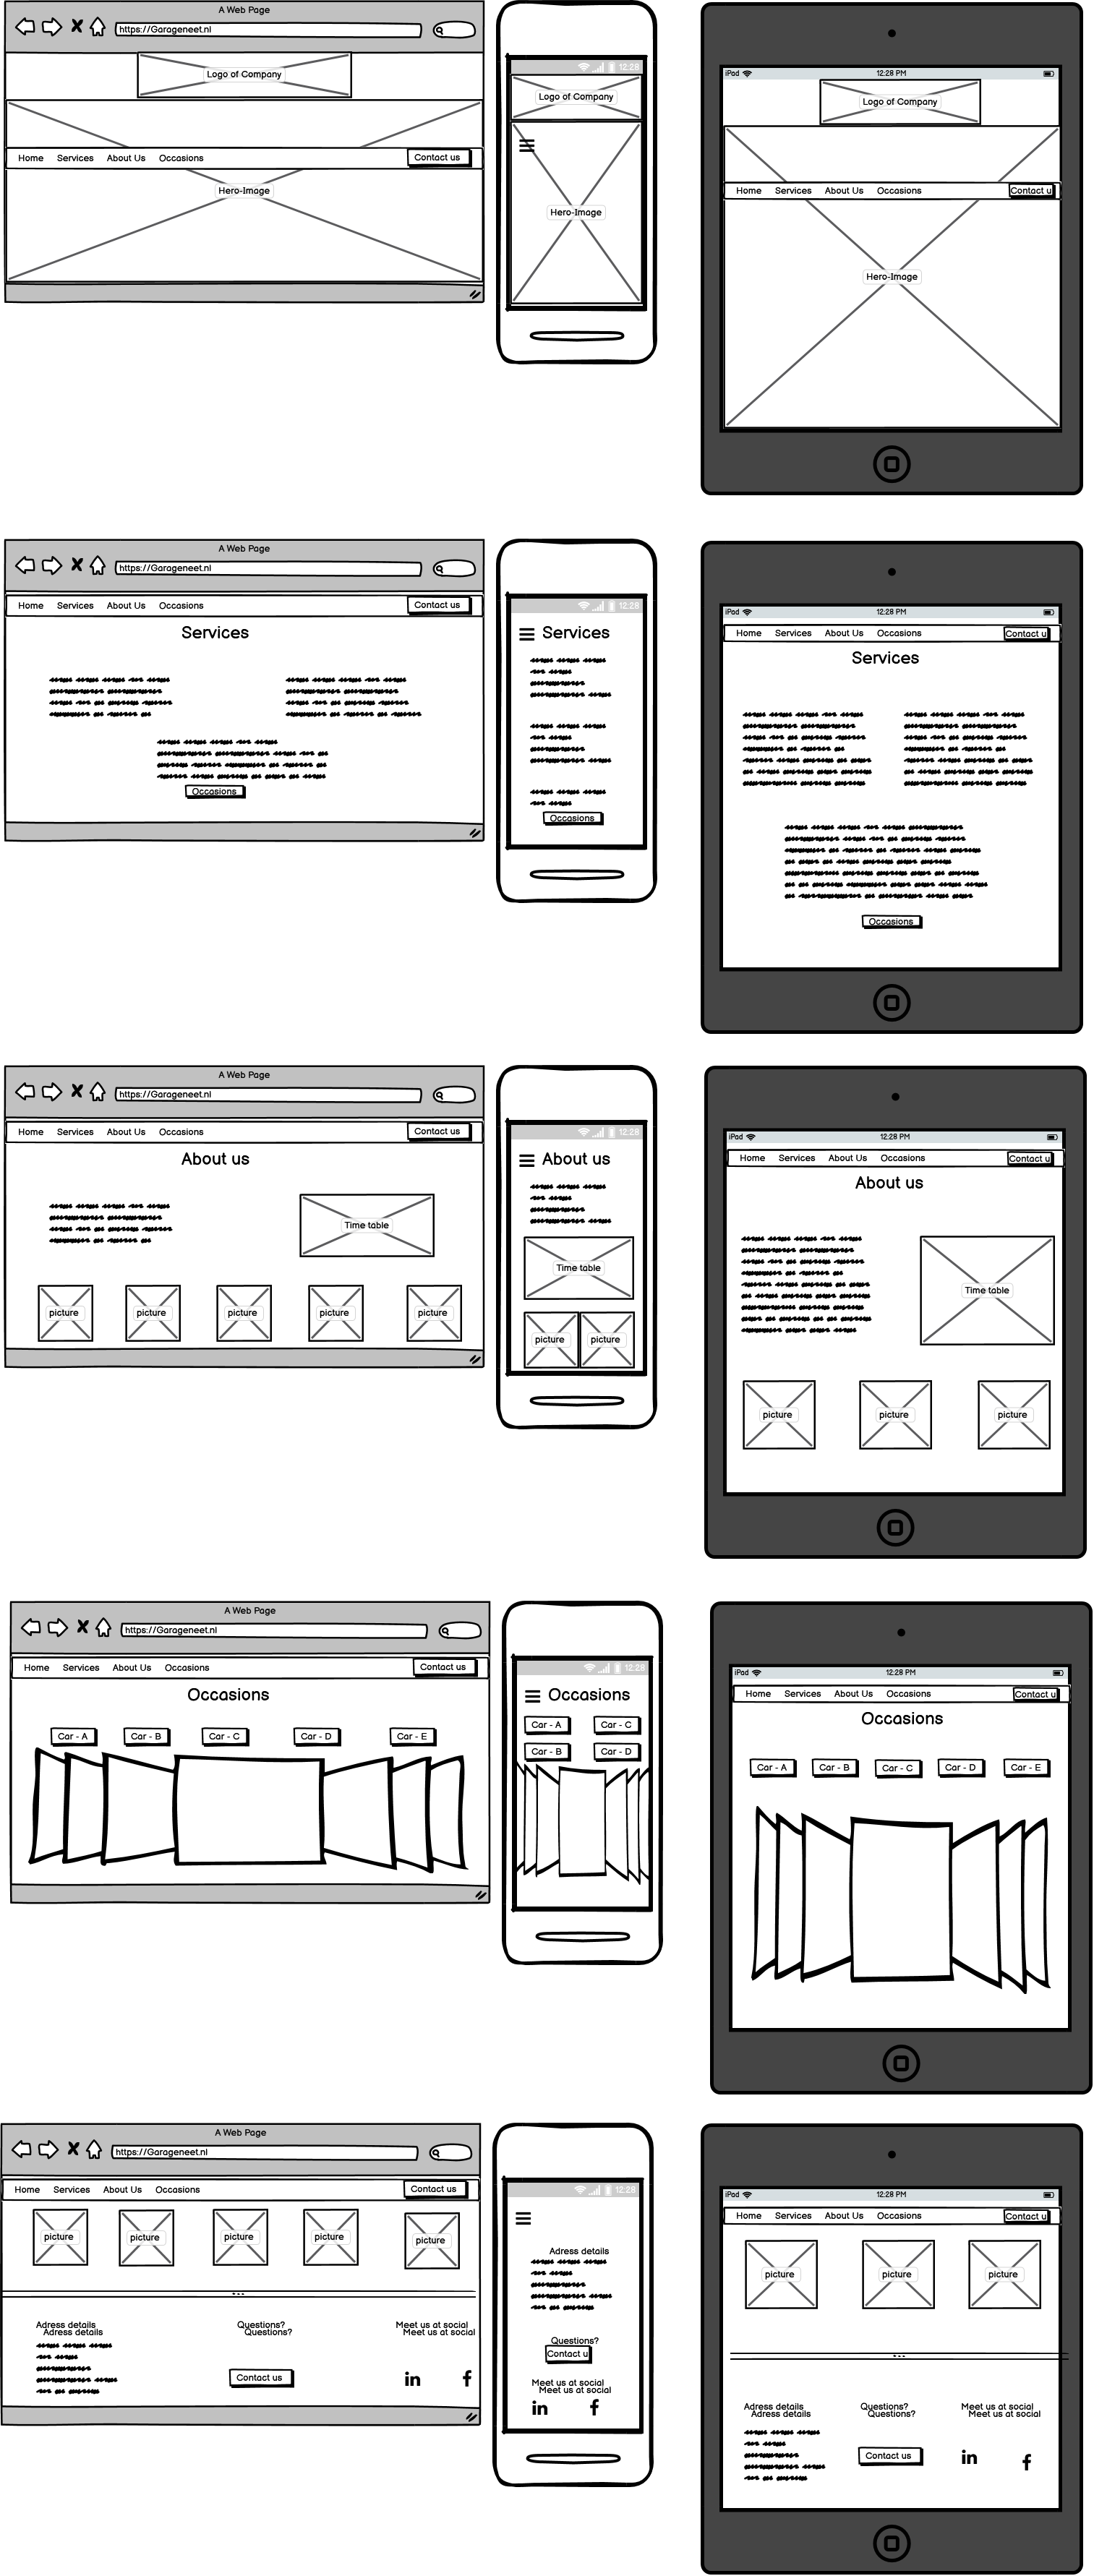 A Web Page
https://Garageneet.nl
Logo of Company
Home Services About Us Occasions Contact us
Hero-Image
12:28
Logo of Company
Hero-Image
iPad 12:28 PM
Logo of Company
Home Services About Us Occasions Contact u
Hero-Image
A Web Page
https://Garageneet.nl
Home Services About Us Occasions Contact us
Services
Occasions
12:28
Services
Occasions
iPad 12:28 PM
Home Services About Us Occasions Contact u
Services
Occasions
A Web Page
https://Garageneet.nl
Home Services About Us Occasions Contact us
About us
Time table
picture picture picture picture picture
12:28
About us
Time table
picture picture
iPad 12:28 PM
Home Services About Us Occasions Contact u
About us
Time table
picture picture picture
A Web Page
https://Garageneet.nl
Home Services About Us Occasions Contact us
Occasions
Car - A Car - B Car - C Car - D Car - E
12:28
Occasions
Car - A Car - C
Car - B Car - D
iPad 12:28 PM
Home Services About Us Occasions Contact u
Occasions
Car - A Car - B Car - C Car - D Car - E
A Web Page
https://Garageneet.nl
Home Services About Us Occasions Contact us
picture picture picture picture picture
Adress details Questions? Meet us at social
Adress details Questions? Meet us at social
Contact us in f
12:28
Adress details
Questions?
Contact u
Meet us at social
Meet us at social
in f
iPad 12:28 PM
Home Services About Us Occasions Contact u
picture picture picture
Adress details Questions? Meet us at social
Adress details Questions? Meet us at social
Contact us in f